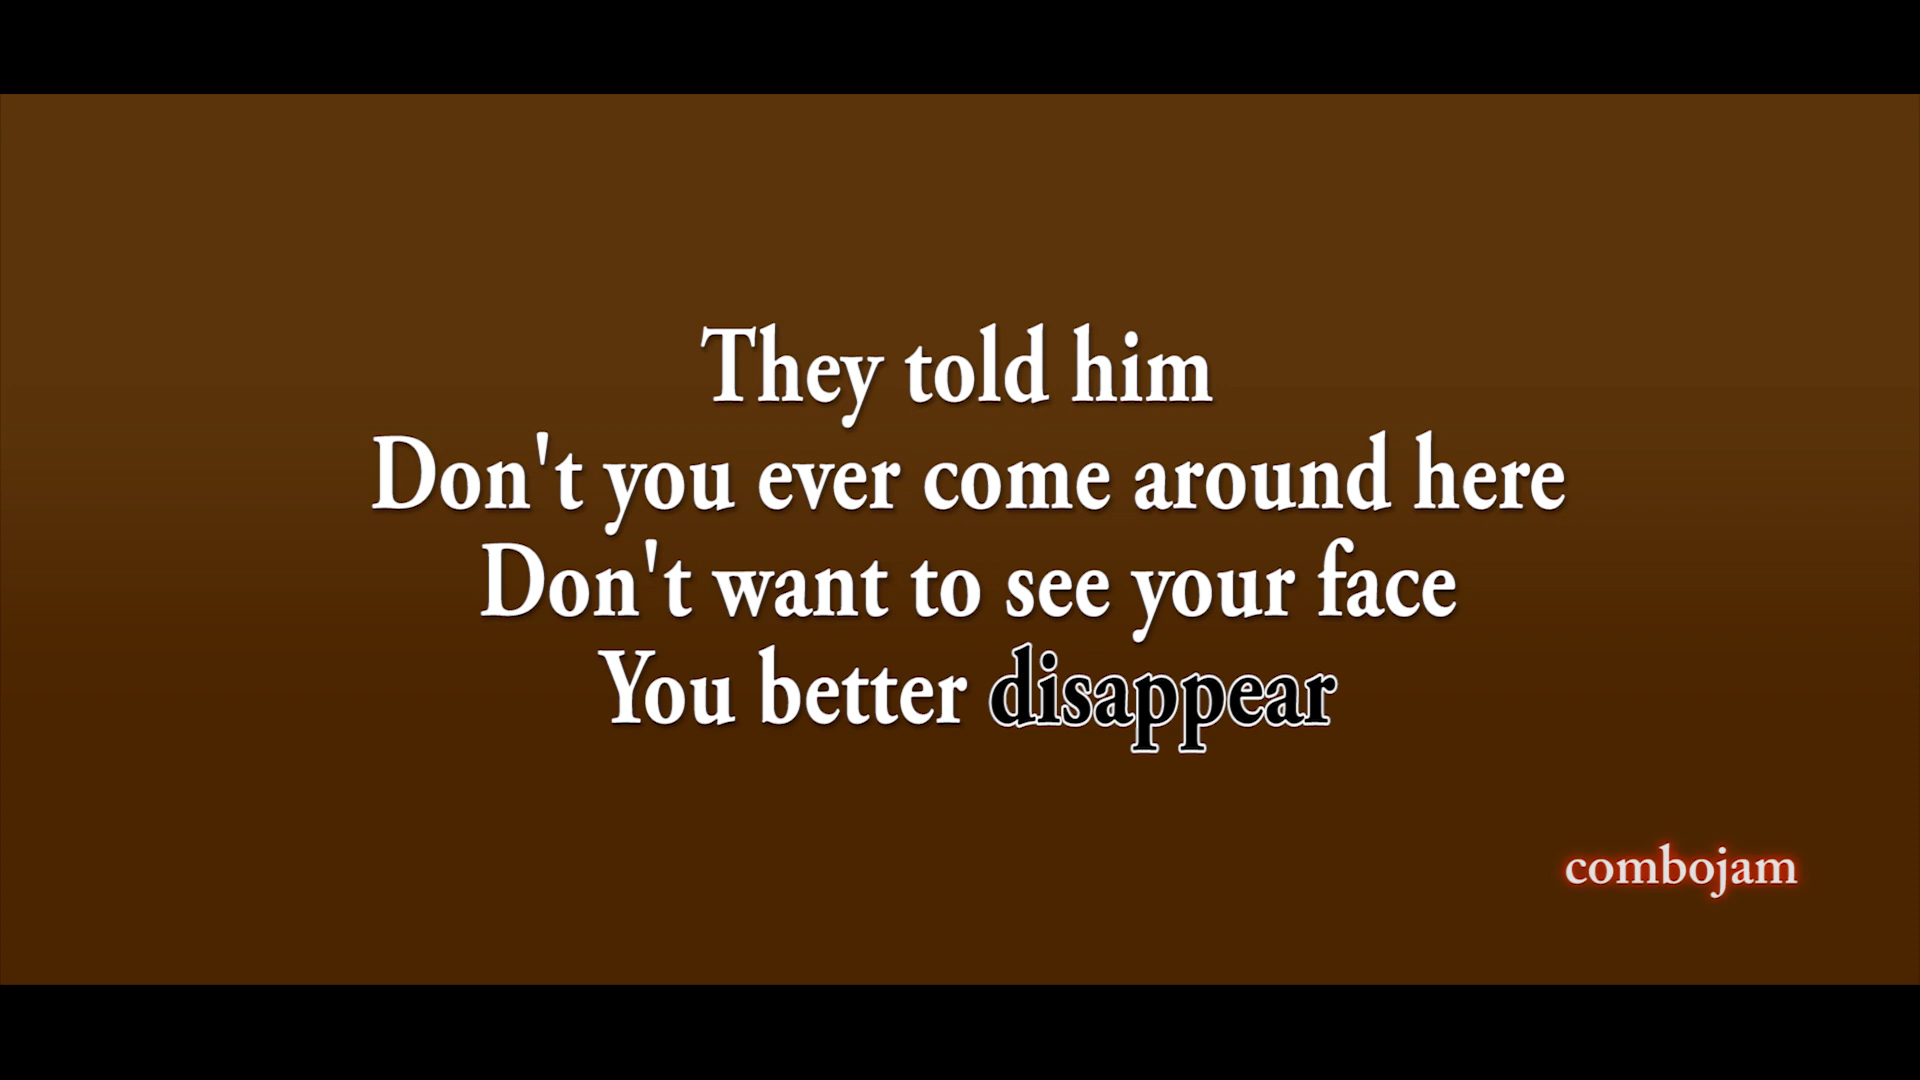 They told him
Don't you ever come around here
Don't want to see your face
You better disappear
combojam